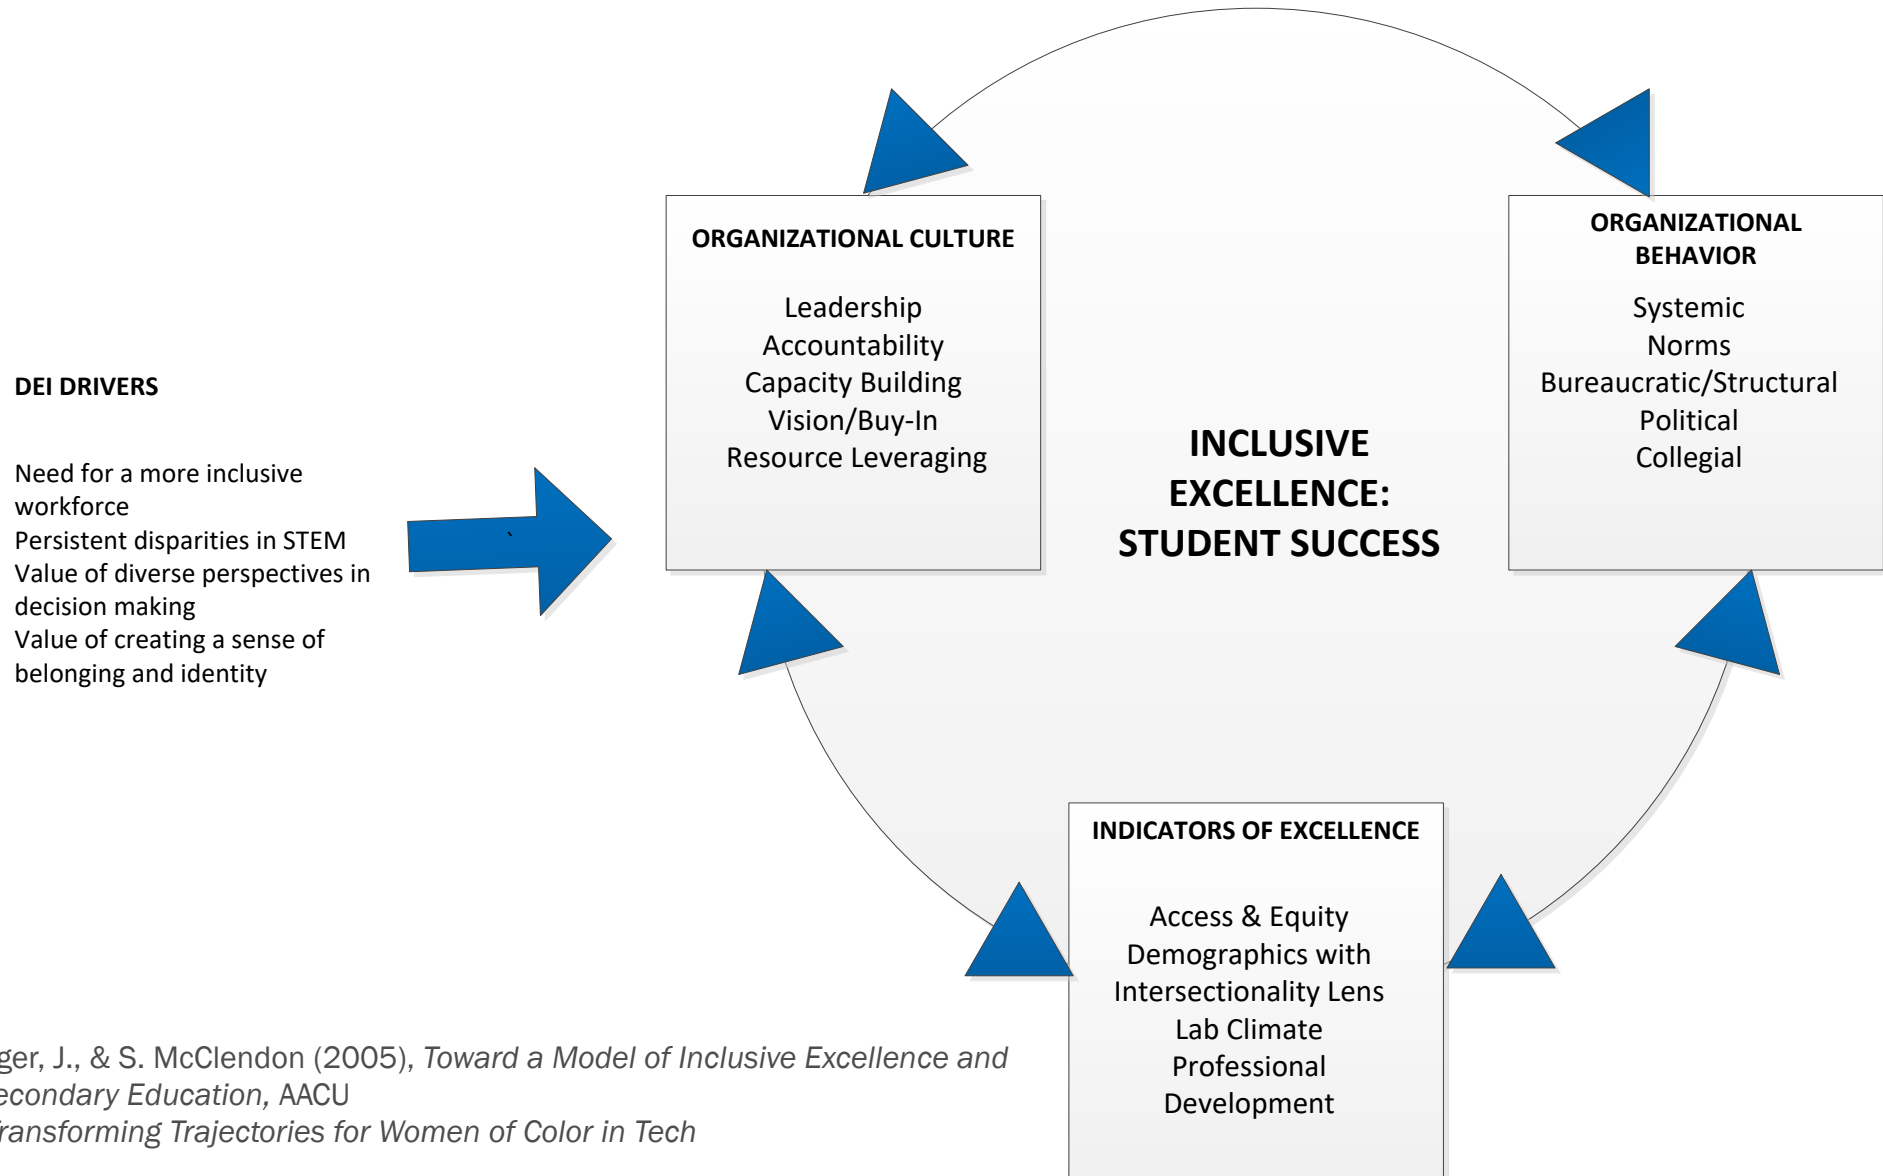 DEI DRIVERS
Need for a more inclusive
workforce
Persistent disparities in STEM
Value of diverse perspectives in
decision making
Value of creating a sense of
belonging and identity
`
ORGANIZATIONAL CULTURE
Leadership
Accountability
Capacity Building
Vision/Buy-In
Resource Leveraging
INCLUSIVE
EXCELLENCE:
STUDENT SUCCESS
ORGANIZATIONAL
BEHAVIOR
Systemic
Norms
Bureaucratic/Structural
Political
Collegial
INDICATORS OF EXCELLENCE
Access & Equity
Demographics with
Intersectionality Lens
Lab Climate
Professional
Development
ger, J., & S. McClendon (2005), Toward a Model of Inclusive Excellence and
econdary Education, AACU
Transforming Trajectories for Women of Color in Tech